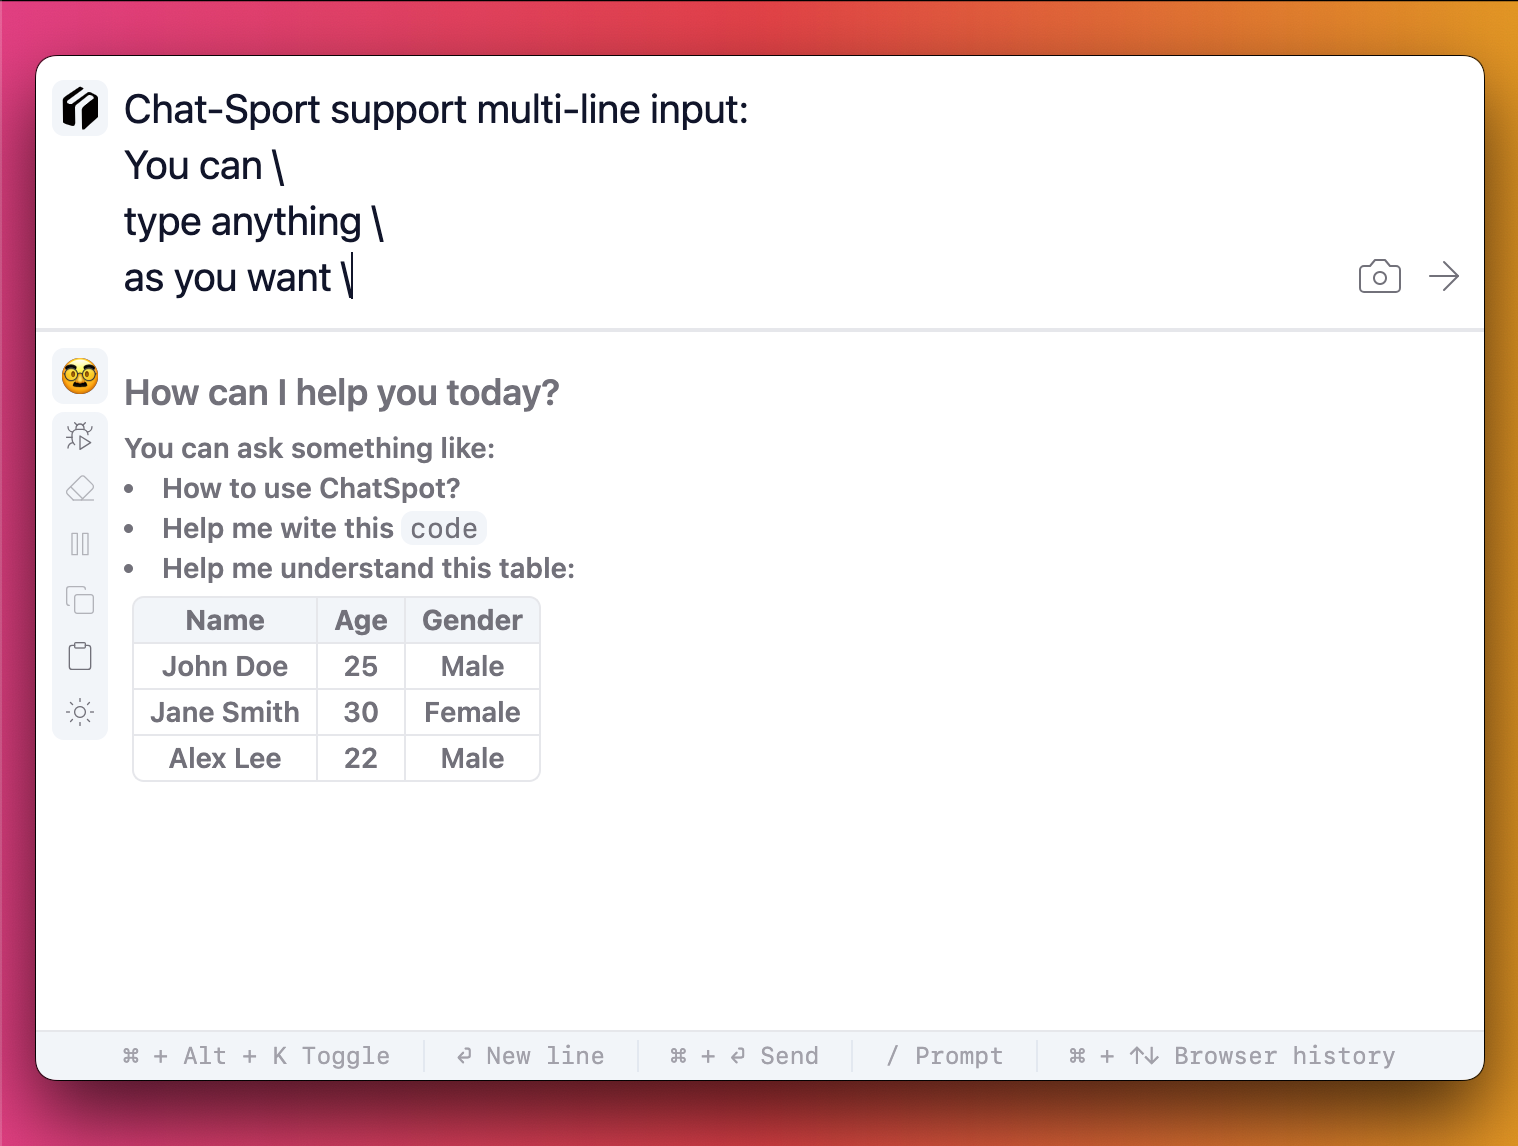 Chat-Sport support multi-line input:
You can \
type anything \
as you want \
How can I help you today?
You can ask something like:
• How to use ChatSpot?
• Help me wite this code
• Help me understand this table:
Name Age Gender
John Doe 25 Male
Jane Smith 30 Female
Alex Lee 22 Male
⌘ + Alt + K Toggle ⏎ New line ⌘ + ⏎ Send / Prompt ⌘ + ↑↓ Browser history